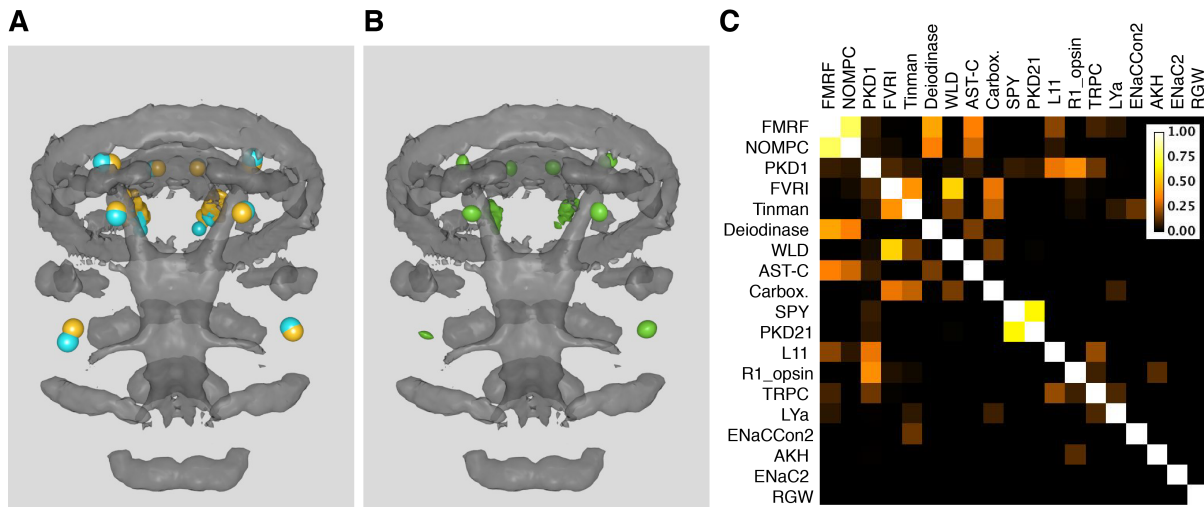 A
B
C
FMRF
NOMPC
PKD1
FVRI
Tinman
Deiodinase
WLD
AST-C
Carbox.
SPY
PKD21
L11
R1_opsin
TRPC
LYa
ENaCCon2
AKH
ENaC2
RGW
FMRF
NOMPC
PKD1
FVRI
Tinman
Deiodinase
WLD
AST-C
Carbox.
SPY
PKD21
L11
R1_opsin
TRPC
LYa
ENaCCon2
AKH
ENaC2
RGW
1.00
0.75
0.50
0.25
0.00